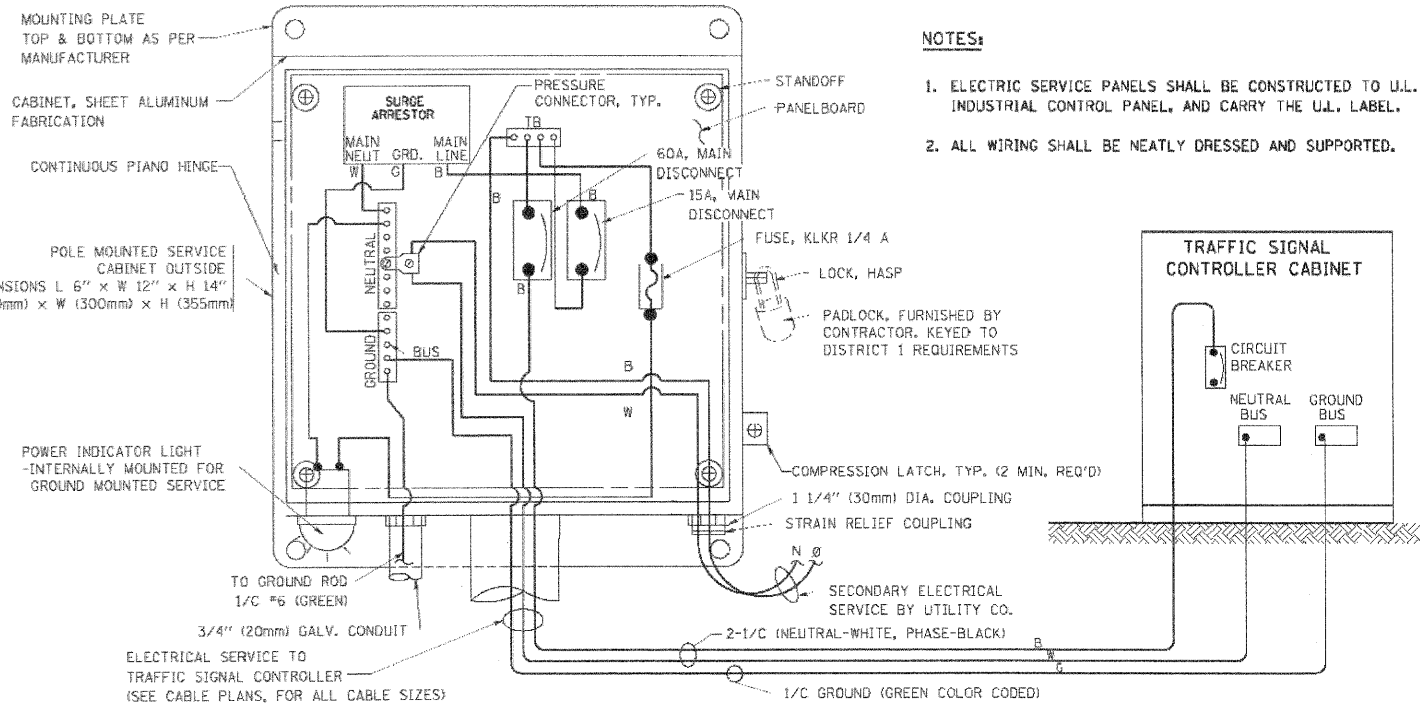 MOUNTING PLATE
TOP & BOTTOM AS PER
MANUFACTURER
CABINET, SHEET ALUMINUM
FABRICATION
CONTINUOUS PIANO HINGE
POLE MOUNTED SERVICE
CABINET OUTSIDE
NSIONS L 6" × W 12" × H 14"
mm) × W (300mm) × H (355mm)
POWER INDICATOR LIGHT
-INTERNALLY MOUNTED FOR
GROUND MOUNTED SERVICE
SURGE
ARRESTOR
MAIN
NEUT
GRD.
MAIN
LINE
W
G
B
PRESSURE
CONNECTOR, TYP.
TB
60A, MAIN
DISCONNECT
B
B
15A, MAIN
DISCONNECT
B
FUSE, KLKR 1/4 A
NEUTRAL
GROUND
BUS
B
W
STANDOFF
PANELBOARD
LOCK, HASP
PADLOCK, FURNISHED BY
CONTRACTOR. KEYED TO
DISTRICT 1 REQUIREMENTS
COMPRESSION LATCH, TYP. (2 MIN. REQ'D)
1 1/4" (30mm) DIA. COUPLING
STRAIN RELIEF COUPLING
N Ø
SECONDARY ELECTRICAL
SERVICE BY UTILITY CO.
TO GROUND ROD
1/C #6 (GREEN)
3/4" (20mm) GALV. CONDUIT
ELECTRICAL SERVICE TO
TRAFFIC SIGNAL CONTROLLER
(SEE CABLE PLANS, FOR ALL CABLE SIZES)
2-1/C (NEUTRAL-WHITE, PHASE-BLACK)
B
W
G
1/C GROUND (GREEN COLOR CODED)
NOTES:
1. ELECTRIC SERVICE PANELS SHALL BE CONSTRUCTED TO U.L.
INDUSTRIAL CONTROL PANEL, AND CARRY THE U.L. LABEL.
2. ALL WIRING SHALL BE NEATLY DRESSED AND SUPPORTED.
TRAFFIC SIGNAL
CONTROLLER CABINET
CIRCUIT
BREAKER
NEUTRAL
BUS
GROUND
BUS